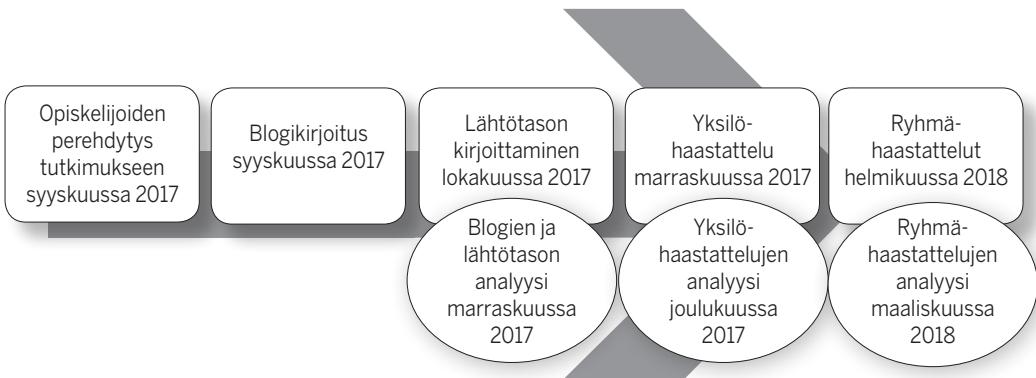 Opiskelijoiden
perehdytys
tutkimukseen
syyskuussa 2017
Blogikirjoitus
syyskuussa 2017
Lähtötason
kirjoittaminen
lokakuussa 2017
Yksilö-
haastattelu
marraskuussa 2017
Ryhmä-
haastattelut
helmikuussa 2018
Blogien ja
lähtötason
analyysi
marraskuussa
2017
Yksilö-
haastattelujen
analyysi
joulukuussa
2017
Ryhmä-
haastattelujen
analyysi
maaliskuussa
2018